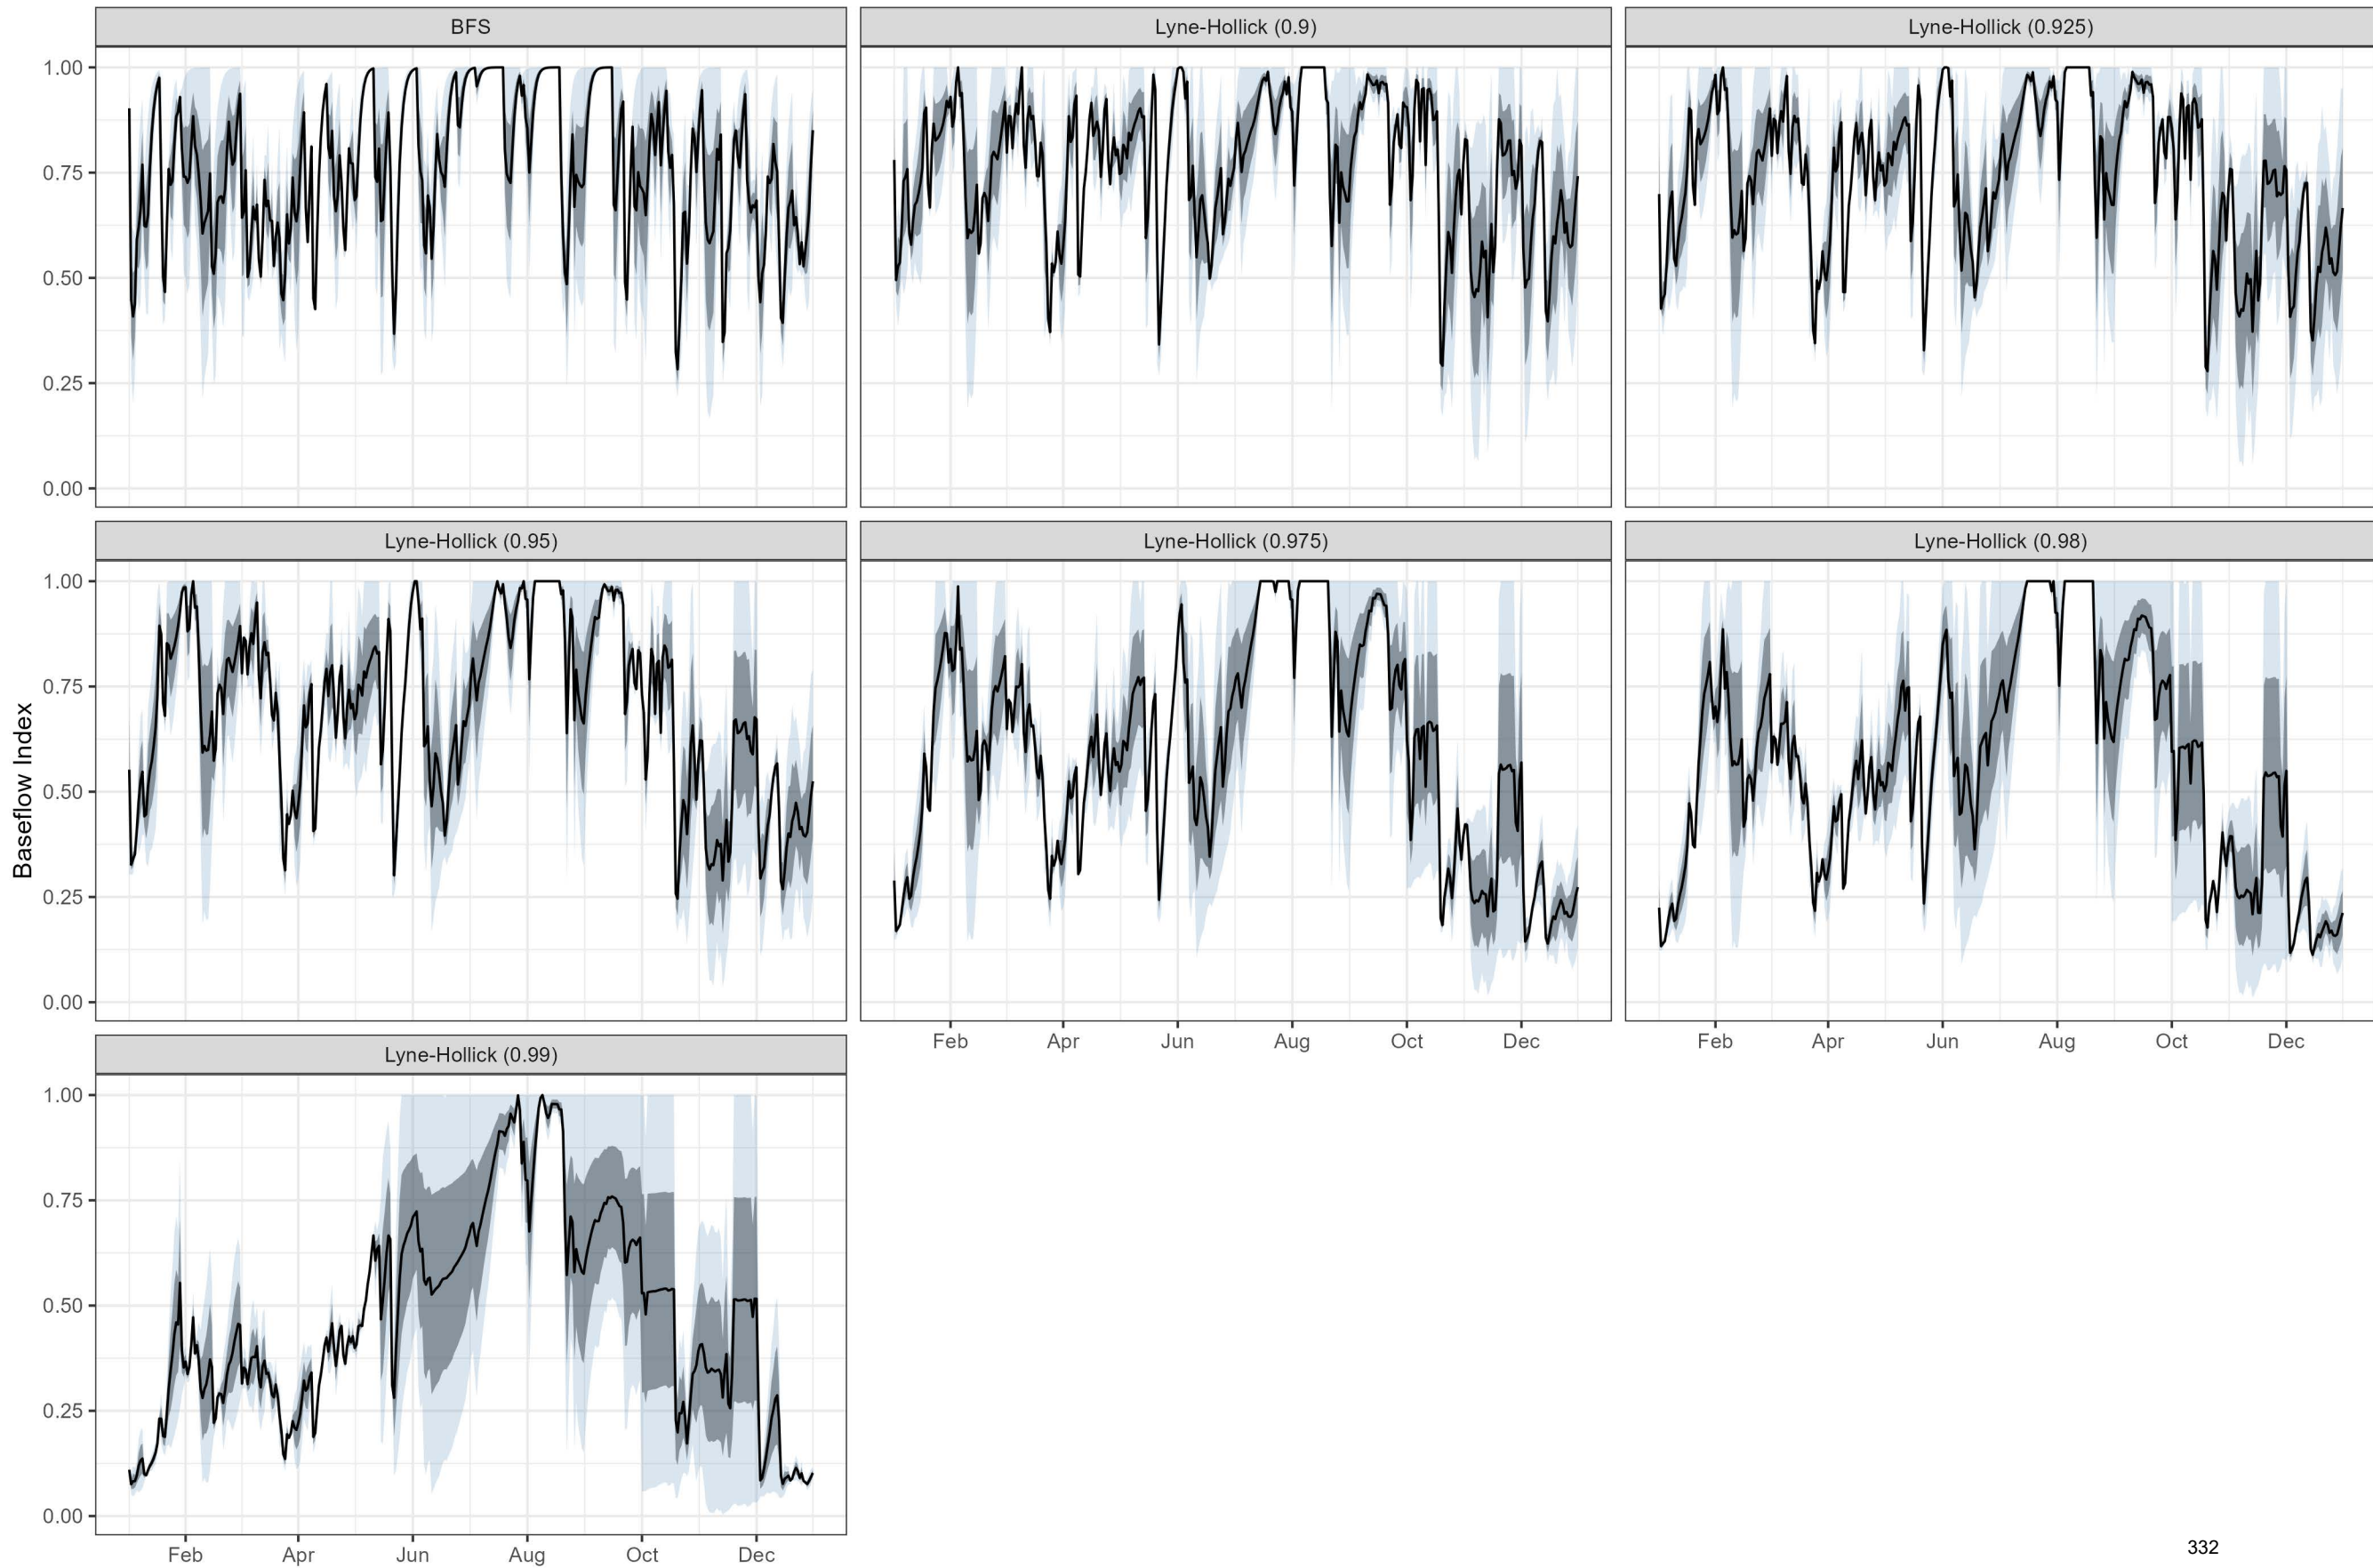 BFS
Lyne-Hollick (0.9)
Lyne-Hollick (0.925)
1.00
0.75
0.50
0.25
0.00
Lyne-Hollick (0.95)
Lyne-Hollick (0.975)
Lyne-Hollick (0.98)
Baseflow Index
1.00
0.75
0.50
0.25
0.00
Feb Apr Jun Aug Oct Dec
Feb Apr Jun Aug Oct Dec
Lyne-Hollick (0.99)
1.00
0.75
0.50
0.25
0.00
Feb Apr Jun Aug Oct Dec
332